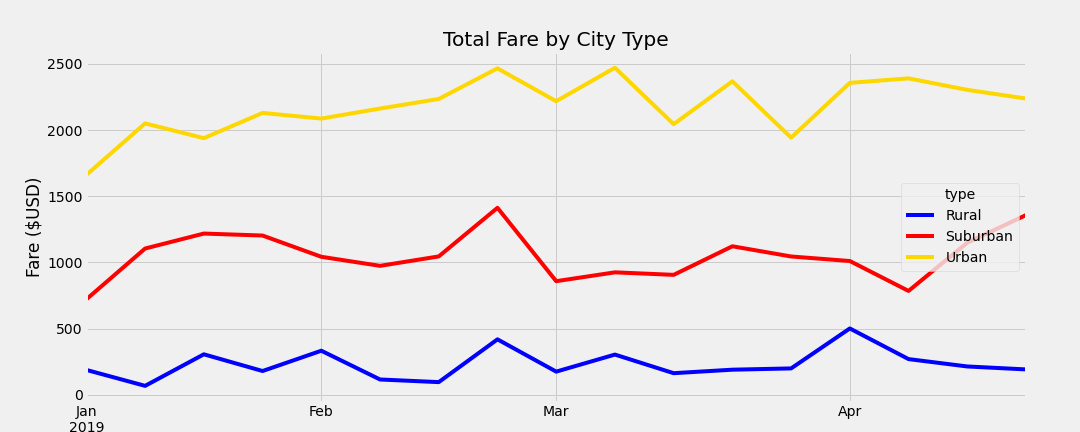 Total Fare by City Type
Fare ($USD)
2500
2000
1500
1000
500
0
Jan
2019
Feb
Mar
Apr
type
Rural
Suburban
Urban